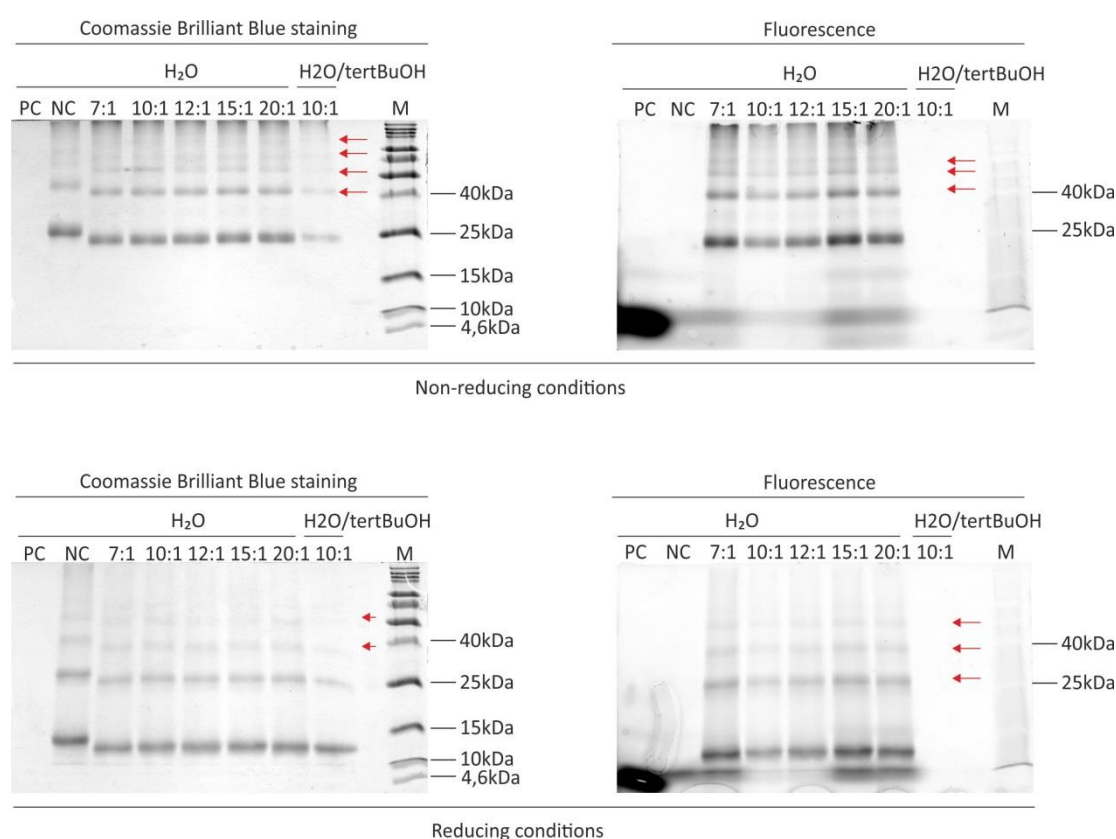 Coomassie Brilliant Blue staining
Fluorescence
H₂O H2O/tertBuOH
H₂O H2O/tertBuOH
PC NC 7:1 10:1 12:1 15:1 20:1 10:1 M
PC NC 7:1 10:1 12:1 15:1 20:1 10:1 M
40kDa
25kDa
15kDa
10kDa
4,6kDa
40kDa
25kDa
Non-reducing conditions
Coomassie Brilliant Blue staining
Fluorescence
H₂O H2O/tertBuOH
H₂O H2O/tertBuOH
PC NC 7:1 10:1 12:1 15:1 20:1 10:1 M
PC NC 7:1 10:1 12:1 15:1 20:1 10:1 M
40kDa
25kDa
15kDa
10kDa
4,6kDa
40kDa
25kDa
Reducing conditions